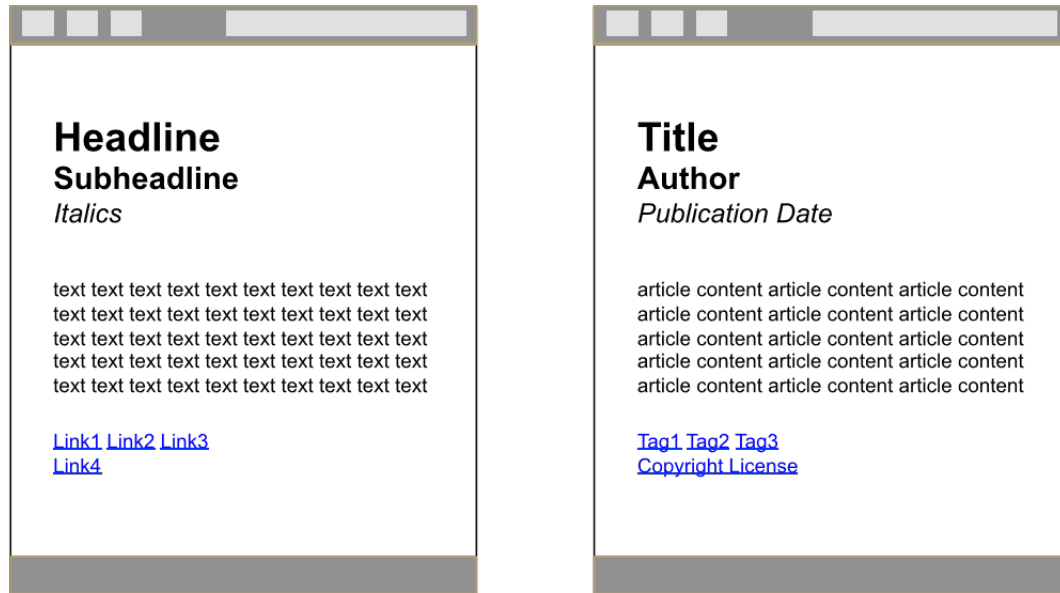 Headline
Subheadline
Italics
text text text text text text text text text text
text text text text text text text text text text
text text text text text text text text text text
text text text text text text text text text text
text text text text text text text text text text
Link1 Link2 Link3
Link4
Title
Author
Publication Date
article content article content article content
article content article content article content
article content article content article content
article content article content article content
article content article content article content
Tag1 Tag2 Tag3
Copyright License